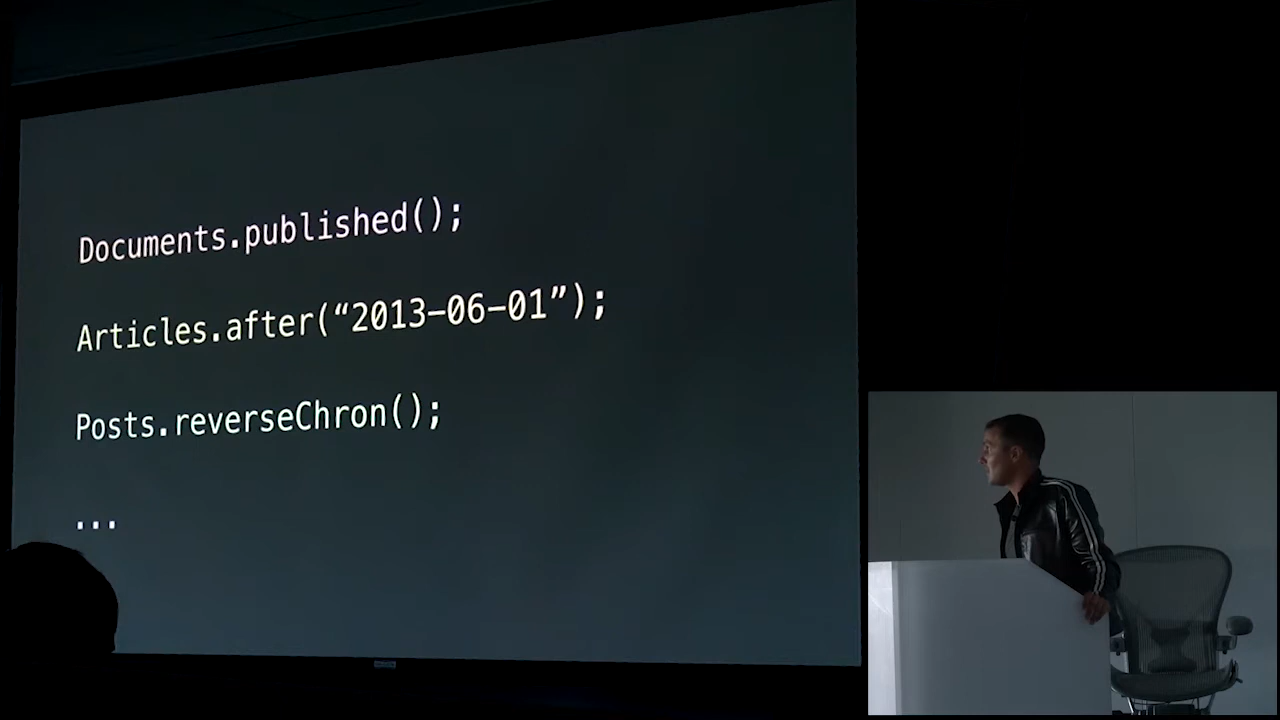 Documents.published();
Articles.after(“2013-06-01”);
Posts.reverseChron();
...